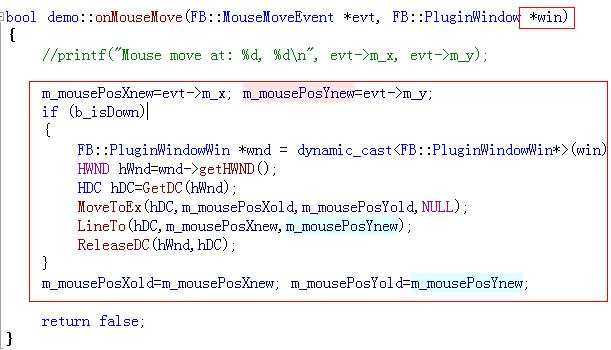 bool demo::onMouseMove(FB::MouseMoveEvent *evt, FB::PluginWindow *win)
{
//printf("Mouse move at: %d, %d\n", evt->m_x, evt->m_y);
m_mousePosXnew=evt->m_x; m_mousePosYnew=evt->m_y;
if (b_isDown)
{
FB::PluginWindowWin *wnd = dynamic_cast<FB::PluginWindowWin*>(win)
HWND hWnd=wnd->getHWND();
HDC hDC=GetDC(hWnd);
MoveToEx(hDC,m_mousePosXold,m_mousePosYold,NULL);
LineTo(hDC,m_mousePosXnew,m_mousePosYnew);
ReleaseDC(hWnd,hDC);
}
m_mousePosXold=m_mousePosXnew; m_mousePosYold=m_mousePosYnew;
return false;
}